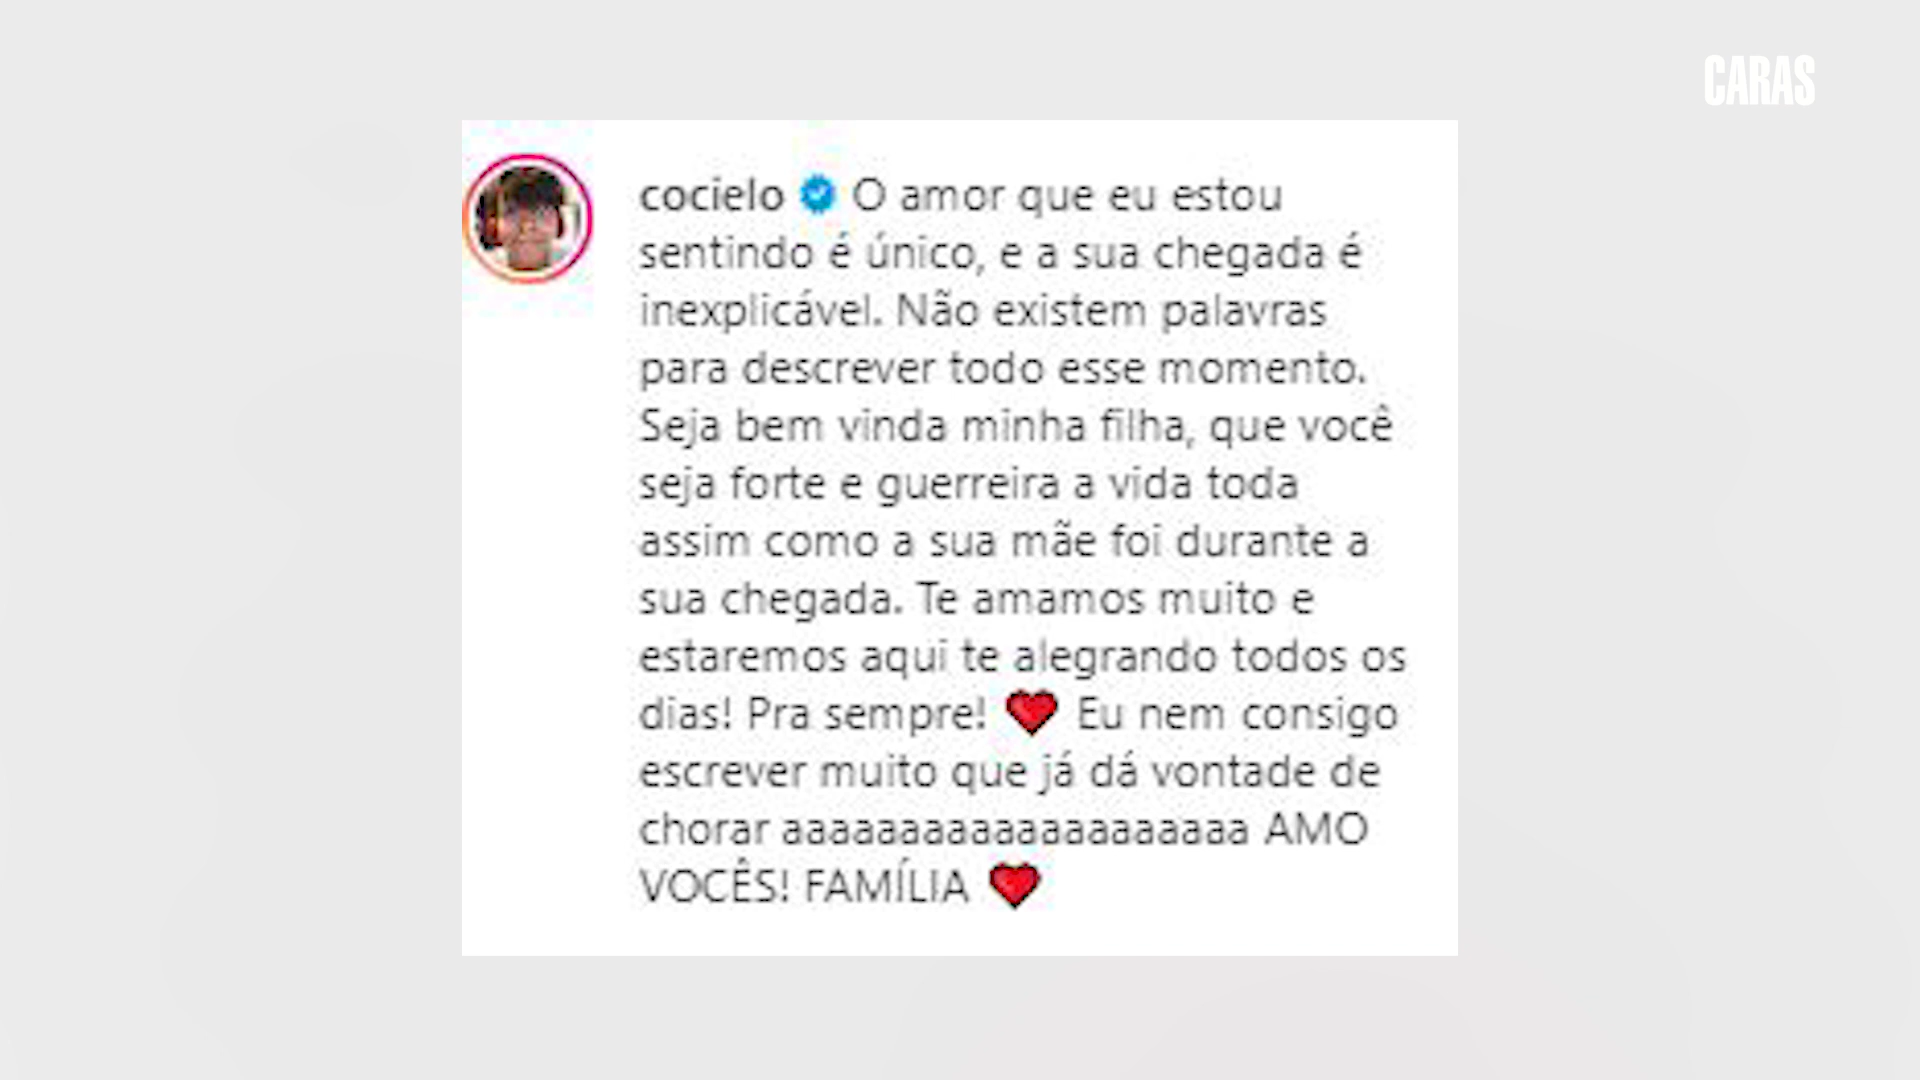 CARAS
cocielo O amor que eu estou
sentindo é único, e a sua chegada é
inexplicável. Não existem palavras
para descrever todo esse momento.
Seja bem vinda minha filha, que você
seja forte e guerreira a vida toda
assim como a sua mãe foi durante a
sua chegada. Te amamos muito e
estaremos aqui te alegrando todos os
dias! Pra sempre! ❤ Eu nem consigo
escrever muito que já dá vontade de
chorar aaaaaaaaaaaaaaaaaaaa AMO
VOCÊS! FAMÍLIA ❤